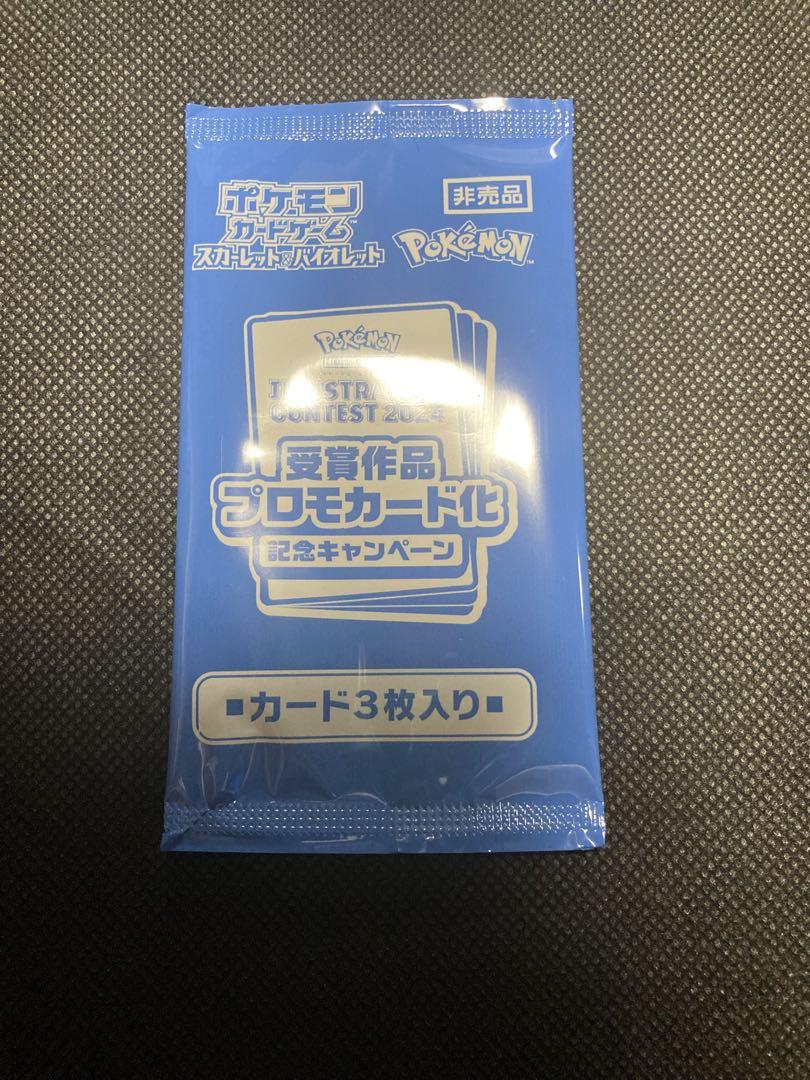 ポケモン
カードゲーム
スカーレット&バイオレット
非売品
Pokémon
Pokémon
CONTEST 2024
受賞作品
プロモカード化
記念キャンペーン
■カード3枚入り■